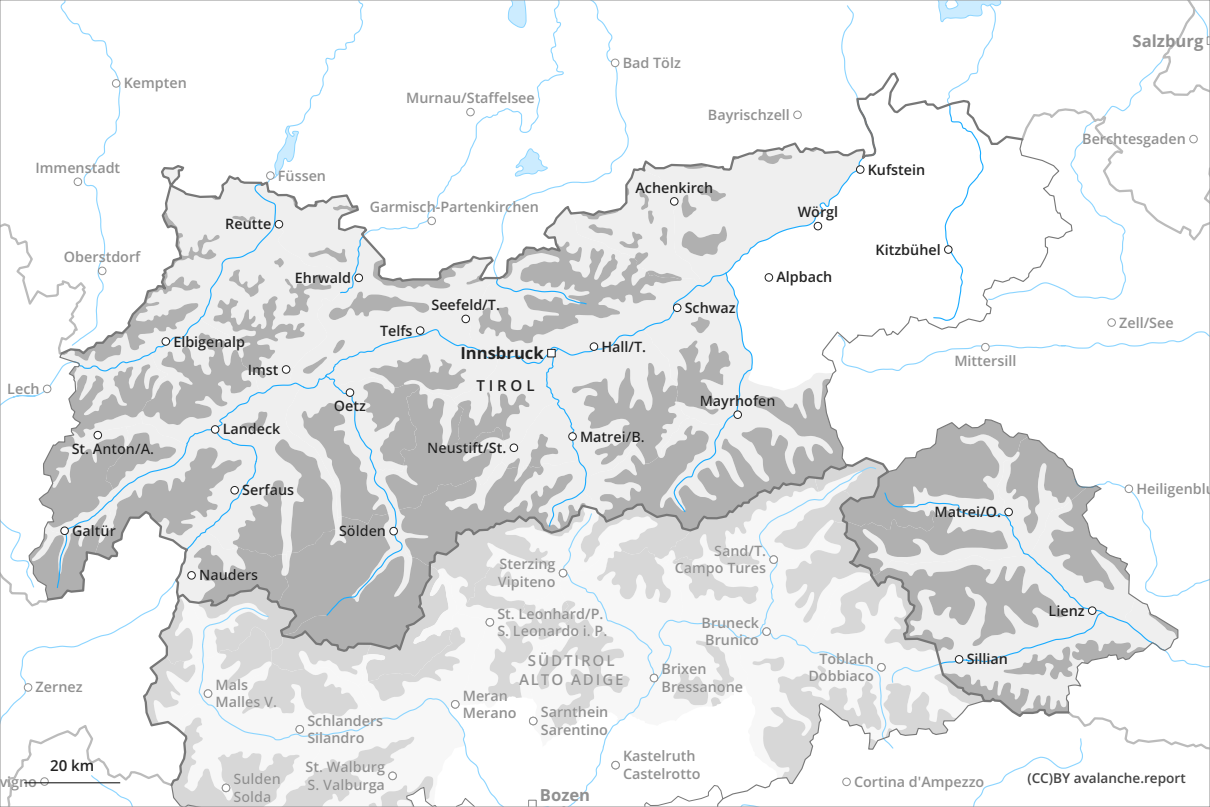 Salzburg
Bad Tölz
Kempten
Murnau/Staffelsee
Bayrischzell
Berchtesgaden
Immenstadt
Füssen
Kufstein
Achenkirch
Garmisch-Partenkirchen
Wörgl
Reutte
Kitzbühel
Oberstdorf
Ehrwald
Alpbach
Seefeld/T.
Schwaz
Zell/See
Telfs
Elbigenalp
Innsbruck
Hall/T.
Mittersill
Imst
TIROL
Lech
Oetz
Mayrhofen
Landeck
Matrei/B.
St. Anton/A.
Neustift/St.
Serfaus
Heiligenblu
Matrei/O.
Galtür
Sölden
Sand/T.
Campo Tures
Sterzing
Vipiteno
Nauders
Lienz
St. Leonhard/P.
S. Leonardo i. P.
Bruneck
Brunico
SÜDTIROL
ALTO ADIGE
Sillian
Toblach
Dobbiaco
Brixen
Bressanone
Zernez
Mals
Malles V.
Meran
Merano
Sarnthein
Sarentino
Schlanders
Silandro
Kastelruth
Castelrotto
St. Walburg
S. Valburga
20 km
vigno
Sulden
Solda
Cortina d'Ampezzo
(CC)BY avalanche.report
Bozen